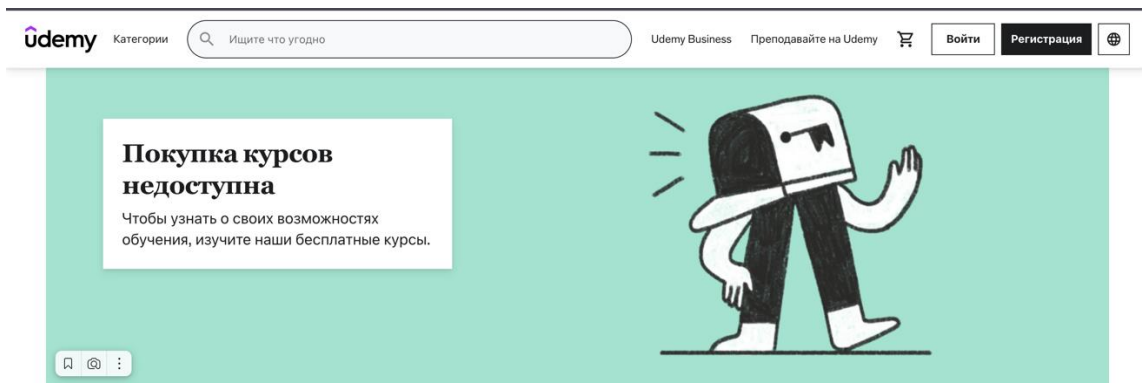 ûdemy Категории Ищите что угодно Udemy Business Преподавайте на Udemy Войти Регистрация
Покупка курсов
недоступна
Чтобы узнать о своих возможностях
обучения, изучите наши бесплатные курсы.